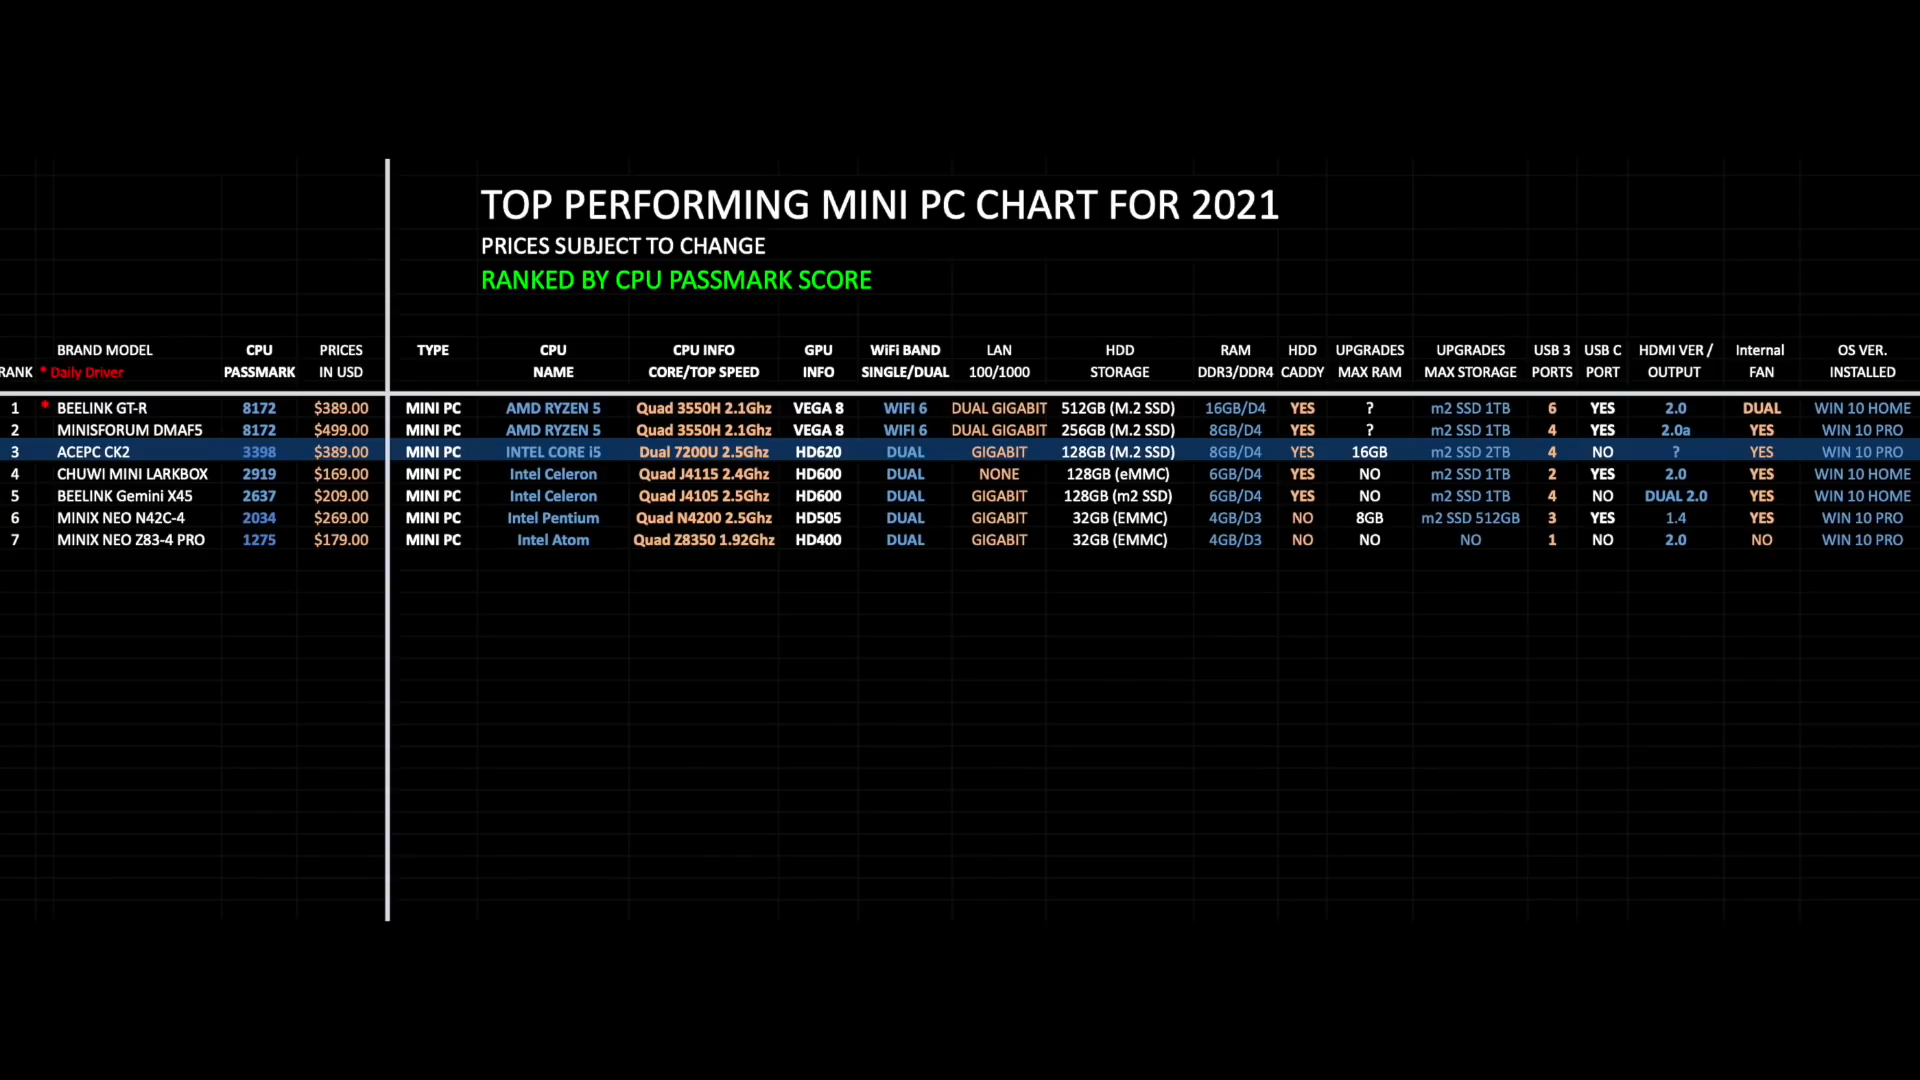 TOP PERFORMING MINI PC CHART FOR 2021
PRICES SUBJECT TO CHANGE
RANKED BY CPU PASSMARK SCORE
BRAND MODEL CPU PRICES TYPE CPU CPU INFO GPU WiFi BAND LAN HDD RAM HDD UPGRADES UPGRADES USB 3 USB C HDMI VER / Internal OS VER.
RANK * Daily Driver PASSMARK IN USD NAME CORE/TOP SPEED INFO SINGLE/DUAL 100/1000 STORAGE DDR3/DDR4 CADDY MAX RAM MAX STORAGE PORTS PORT OUTPUT FAN INSTALLED
1 * BEELINK GT-R 8172 $389.00 MINI PC AMD RYZEN 5 Quad 3550H 2.1Ghz VEGA 8 WIFI 6 DUAL GIGABIT 512GB (M.2 SSD) 16GB/D4 YES ? m2 SSD 1TB 6 YES 2.0 DUAL WIN 10 HOME
2 MINISFORUM DMAF5 8172 $499.00 MINI PC AMD RYZEN 5 Quad 3550H 2.1Ghz VEGA 8 WIFI 6 DUAL GIGABIT 256GB (M.2 SSD) 8GB/D4 YES ? m2 SSD 1TB 4 YES 2.0a YES WIN 10 PRO
3 ACEPC CK2 3398 $389.00 MINI PC INTEL CORE i5 Dual 7200U 2.5Ghz HD620 DUAL GIGABIT 128GB (M.2 SSD) 8GB/D4 YES 16GB m2 SSD 2TB 4 NO ? YES WIN 10 PRO
4 CHUWI MINI LARKBOX 2919 $169.00 MINI PC Intel Celeron Quad J4115 2.4Ghz HD600 DUAL NONE 128GB (eMMC) 6GB/D4 YES NO m2 SSD 1TB 2 YES 2.0 YES WIN 10 HOME
5 BEELINK Gemini X45 2637 $209.00 MINI PC Intel Celeron Quad J4105 2.5Ghz HD600 DUAL GIGABIT 128GB (m2 SSD) 6GB/D4 YES NO m2 SSD 1TB 4 NO DUAL 2.0 YES WIN 10 HOME
6 MINIX NEO N42C-4 2034 $269.00 MINI PC Intel Pentium Quad N4200 2.5Ghz HD505 DUAL GIGABIT 32GB (EMMC) 4GB/D3 NO 8GB m2 SSD 512GB 3 YES 1.4 YES WIN 10 PRO
7 MINIX NEO Z83-4 PRO 1275 $179.00 MINI PC Intel Atom Quad Z8350 1.92Ghz HD400 DUAL GIGABIT 32GB (EMMC) 4GB/D3 NO NO NO 1 NO 2.0 NO WIN 10 PRO